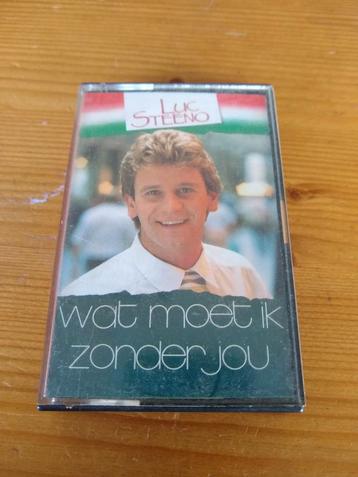 Luc
STEENO
wat moet ik
zonder jou